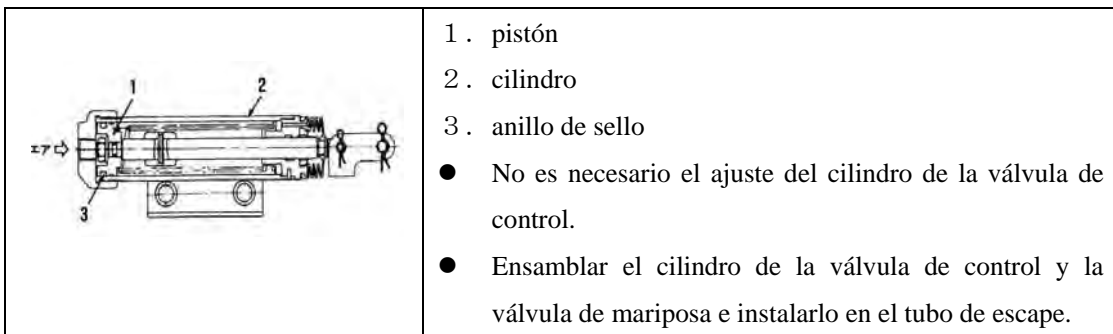 1
2
エア
3
１. pistón
２. cilindro
３. anillo de sello
● No es necesario el ajuste del cilindro de la válvula de
control.
● Ensamblar el cilindro de la válvula de control y la
válvula de mariposa e instalarlo en el tubo de escape.